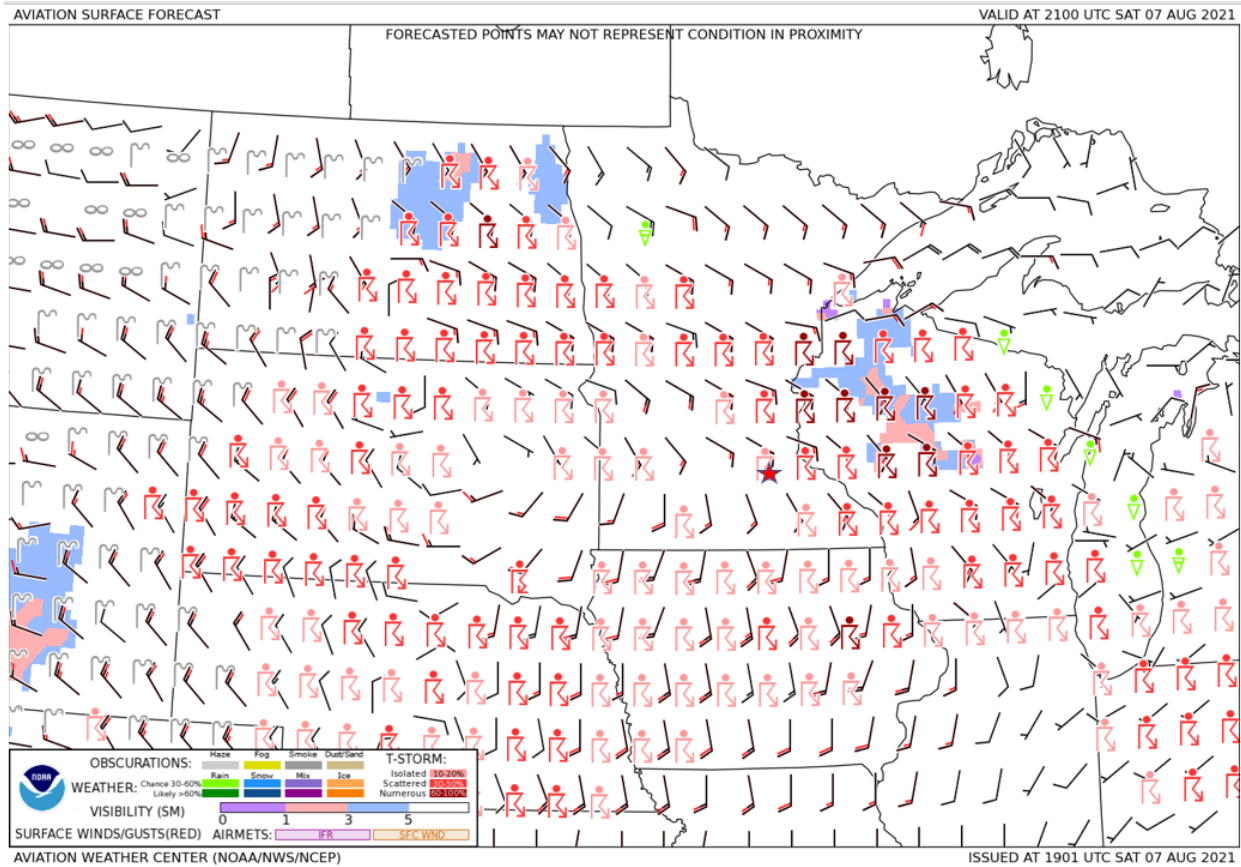 AVIATION SURFACE FORECAST
VALID AT 2100 UTC SAT 07 AUG 2021
FORECASTED POINTS MAY NOT REPRESENT CONDITION IN PROXIMITY
NOAA
OBSCURATIONS:
Haze Fog Smoke Dust/Sand
WEATHER:
Rain Snow Mix Ice
Chance 30-60%
Likely >60%
T-STORM:
Isolated 10-20%
Scattered 30-50%
Numerous 60-100%
VISIBILITY (SM)
0 1 3 5
SURFACE WINDS/GUSTS(RED)
AIRMETS: IFR SFC WND
AVIATION WEATHER CENTER (NOAA/NWS/NCEP)
ISSUED AT 1901 UTC SAT 07 AUG 2021